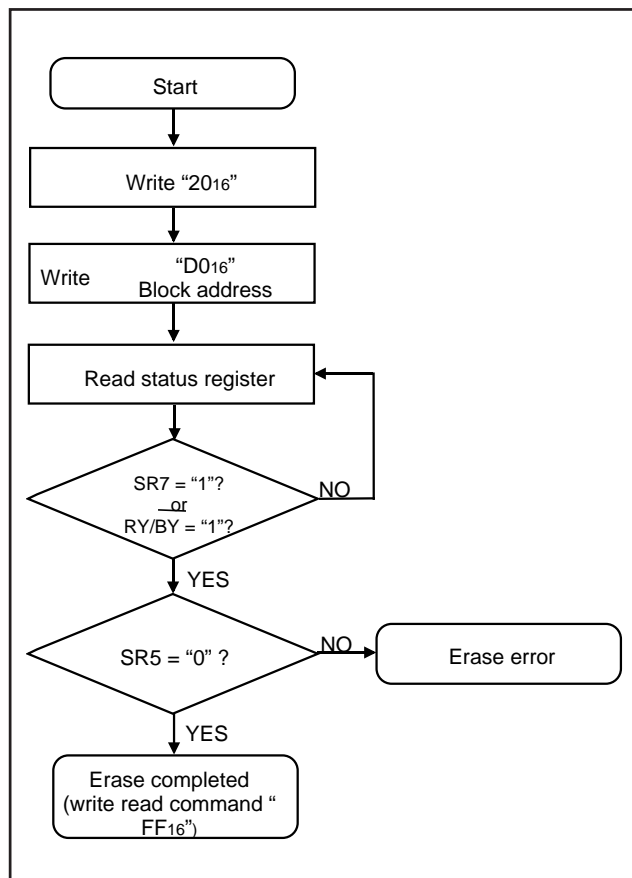 Start
Write “20₁₆”
“D0₁₆”
Write Block address
Read status register
SR7 = “1”?
or
RY/BY = “1”?
NO
YES
SR5 = “0” ?
NO
Erase error
YES
Erase completed
(write read command “
FF₁₆”)